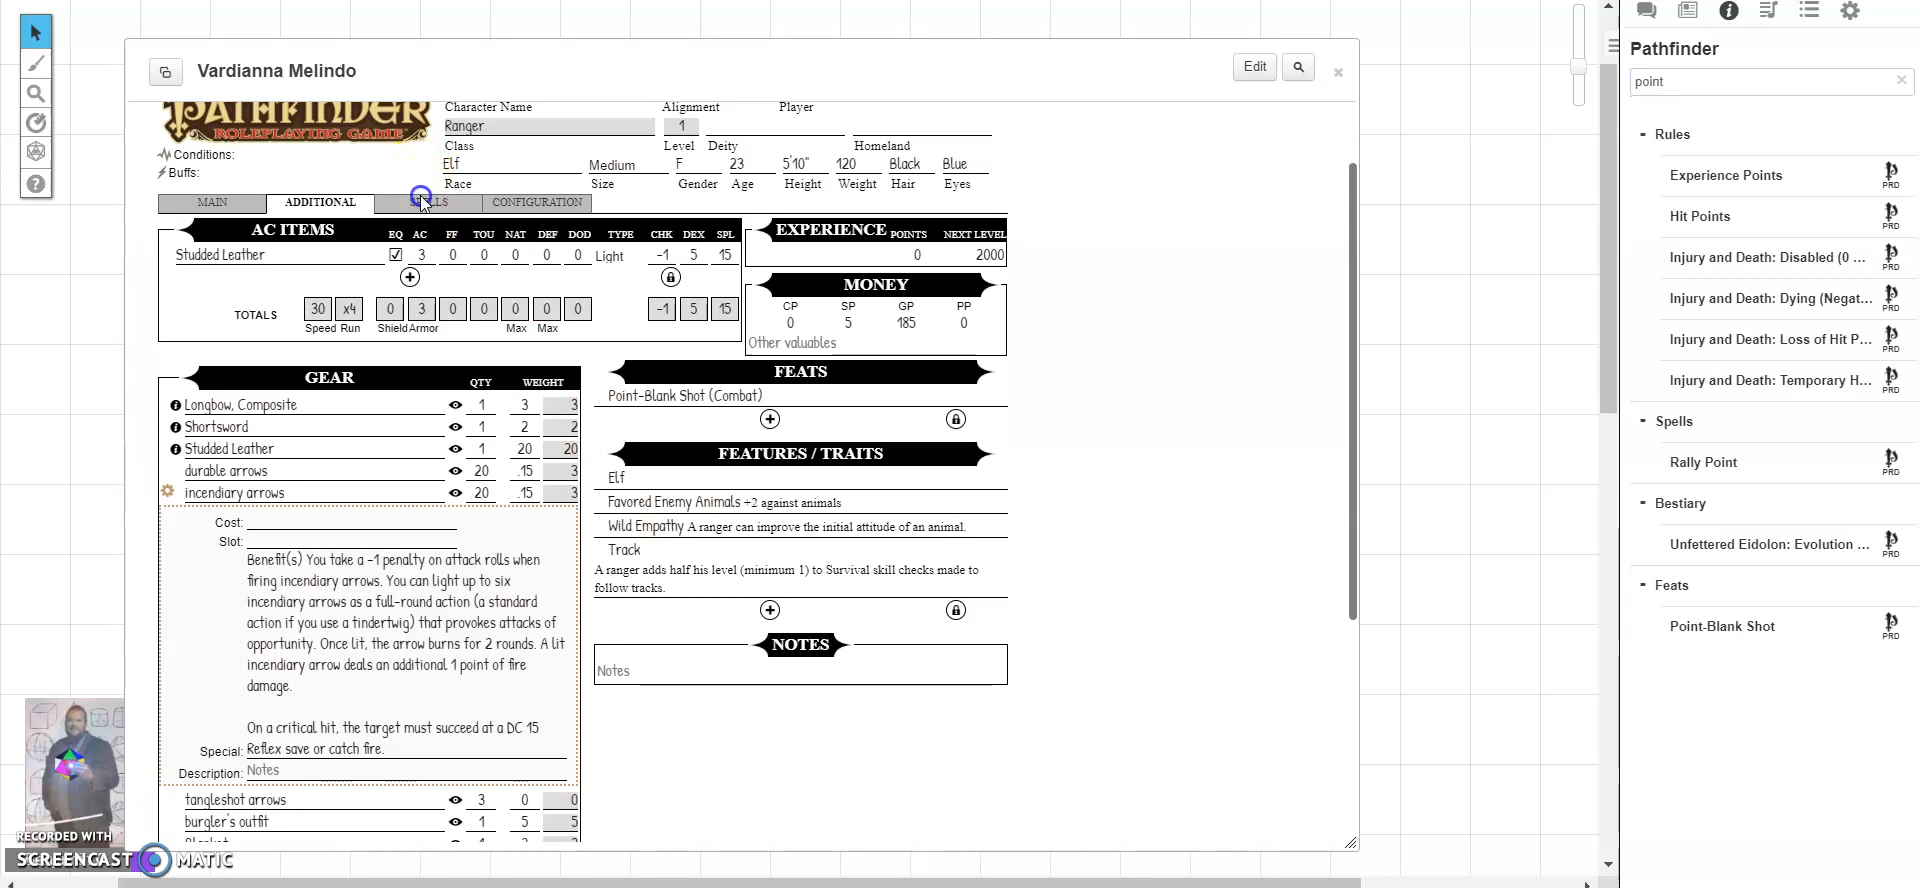 Vardianna Melindo
Edit
PATHFINDER
ROLEPLAYING GAME
Character Name Alignment Player
Ranger 1
Class Level Deity Homeland
Conditions:
Elf Medium F 23 5'10" 120 Black Blue
Buffs:
Race Size Gender Age Height Weight Hair Eyes
MAIN ADDITIONAL SPELLS CONFIGURATION
AC ITEMS EQ AC FF TOU NAT DEF DOD TYPE CHK DEX SPL
Studded Leather 3 0 0 0 0 0 Light -1 5 15
TOTALS 30 x4 0 3 0 0 0 0 0 -1 5 15
Speed Run Shield Armor Max Max
EXPERIENCE POINTS NEXT LEVEL
0 2000
MONEY
CP SP GP PP
0 5 185 0
Other valuables
GEAR QTY WEIGHT
Longbow, Composite 1 3 3
Shortsword 1 2 2
Studded Leather 1 20 20
durable arrows 20 .15 3
incendiary arrows 20 .15 3
Cost:
Slot:
Benefit(s) You take a -1 penalty on attack rolls when
firing incendiary arrows. You can light up to six
incendiary arrows as a full-round action (a standard
action if you use a tindertwig) that provokes attacks of
opportunity. Once lit, the arrow burns for 2 rounds. A lit
incendiary arrow deals an additional 1 point of fire
damage.
On a critical hit, the target must succeed at a DC 15
Special: Reflex save or catch fire.
Description: Notes
tangleshot arrows 3 0 0
burgler's outfit 1 5 5
FEATS
Point-Blank Shot (Combat)
FEATURES / TRAITS
Elf
Favored Enemy Animals +2 against animals
Wild Empathy A ranger can improve the initial attitude of an animal.
Track
A ranger adds half his level (minimum 1) to Survival skill checks made to
follow tracks.
NOTES
Notes
Pathfinder
point
Rules
Experience Points PRD
Hit Points PRD
Injury and Death: Disabled (0 ... PRD
Injury and Death: Dying (Negat... PRD
Injury and Death: Loss of Hit P... PRD
Injury and Death: Temporary H... PRD
Spells
Rally Point PRD
Bestiary
Unfettered Eidolon: Evolution ... PRD
Feats
Point-Blank Shot PRD
RECORDED WITH
SCREENCAST MATIC